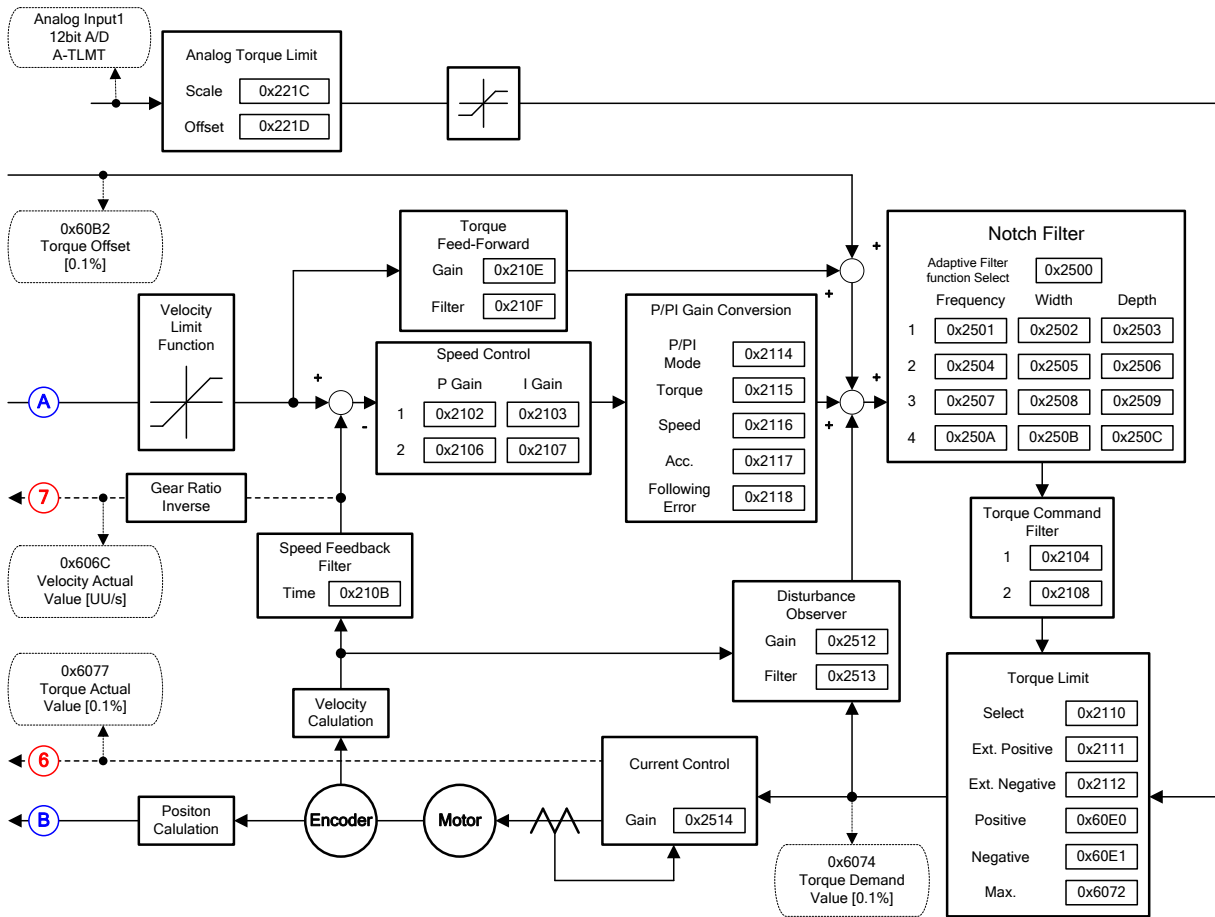 Analog Input1
12bit A/D
A-TLMT
Analog Torque Limit
Scale 0x221C
Offset 0x221D
0x60B2
Torque Offset
[0.1%]
Torque
Feed-Forward
Gain 0x210E
Filter 0x210F
+
+
Notch Filter
Adaptive Filter
function Select 0x2500
Frequency Width Depth
1 0x2501 0x2502 0x2503
2 0x2504 0x2505 0x2506
3 0x2507 0x2508 0x2509
4 0x250A 0x250B 0x250C
Velocity
Limit
Function
A
+
-
Speed Control
P Gain I Gain
1 0x2102 0x2103
2 0x2106 0x2107
P/PI Gain Conversion
P/PI
Mode 0x2114
Torque 0x2115
Speed 0x2116
Acc. 0x2117
Following
Error 0x2118
+
+
7
Gear Ratio
Inverse
0x606C
Velocity Actual
Value [UU/s]
Speed Feedback
Filter
Time 0x210B
Torque Command
Filter
1 0x2104
2 0x2108
Disturbance
Observer
Gain 0x2512
Filter 0x2513
0x6077
Torque Actual
Value [0.1%]
Velocity
Calulation
Torque Limit
Select 0x2110
Ext. Positive 0x2111
Ext. Negative 0x2112
Positive 0x60E0
Negative 0x60E1
Max. 0x6072
6
Current Control
Gain 0x2514
B
Positon
Calulation
Encoder
Motor
0x6074
Torque Demand
Value [0.1%]